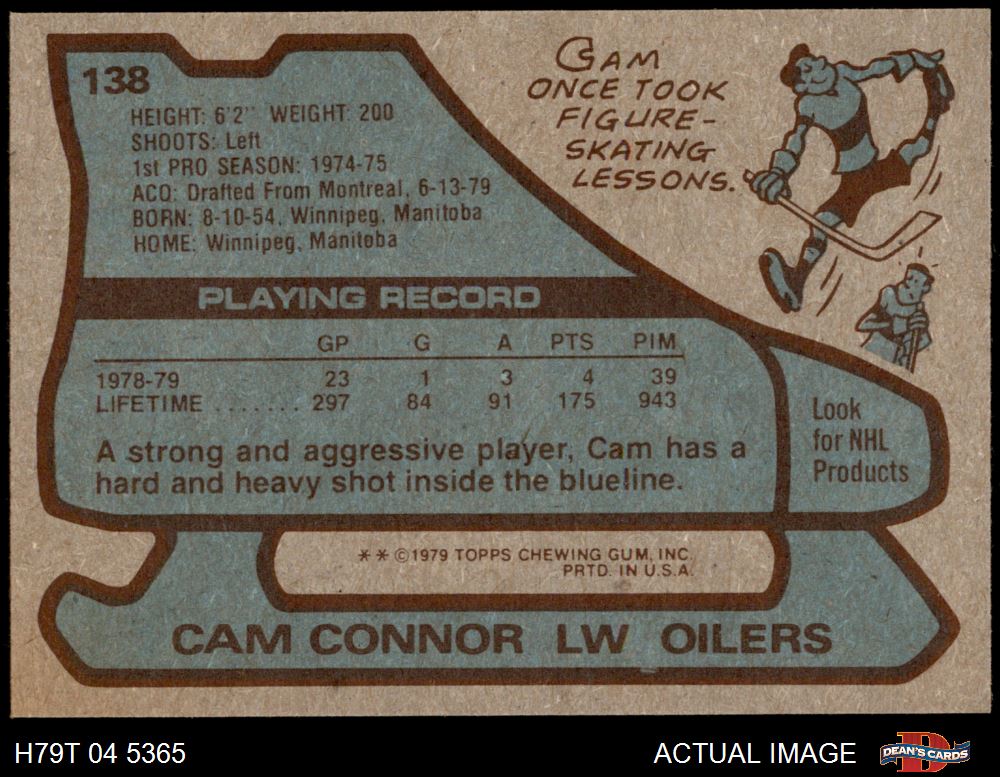 138
HEIGHT: 6'2" WEIGHT: 200
SHOOTS: Left
1st PRO SEASON: 1974-75
ACQ: Drafted From Montreal, 6-13-79
BORN: 8-10-54, Winnipeg, Manitoba
HOME: Winnipeg, Manitoba
CAM
ONCE TOOK
FIGURE-
SKATING
LESSONS.
PLAYING RECORD
GP G A PTS PIM
1978-79 23 1 3 4 39
LIFETIME ....... 297 84 91 175 943
A strong and aggressive player, Cam has a
hard and heavy shot inside the blueline.
Look
for NHL
Products
**©1979 TOPPS CHEWING GUM, INC.
PRTD. IN U.S.A.
CAM CONNOR LW OILERS
H79T 04 5365
ACTUAL IMAGE
D
DEAN'S CARDS